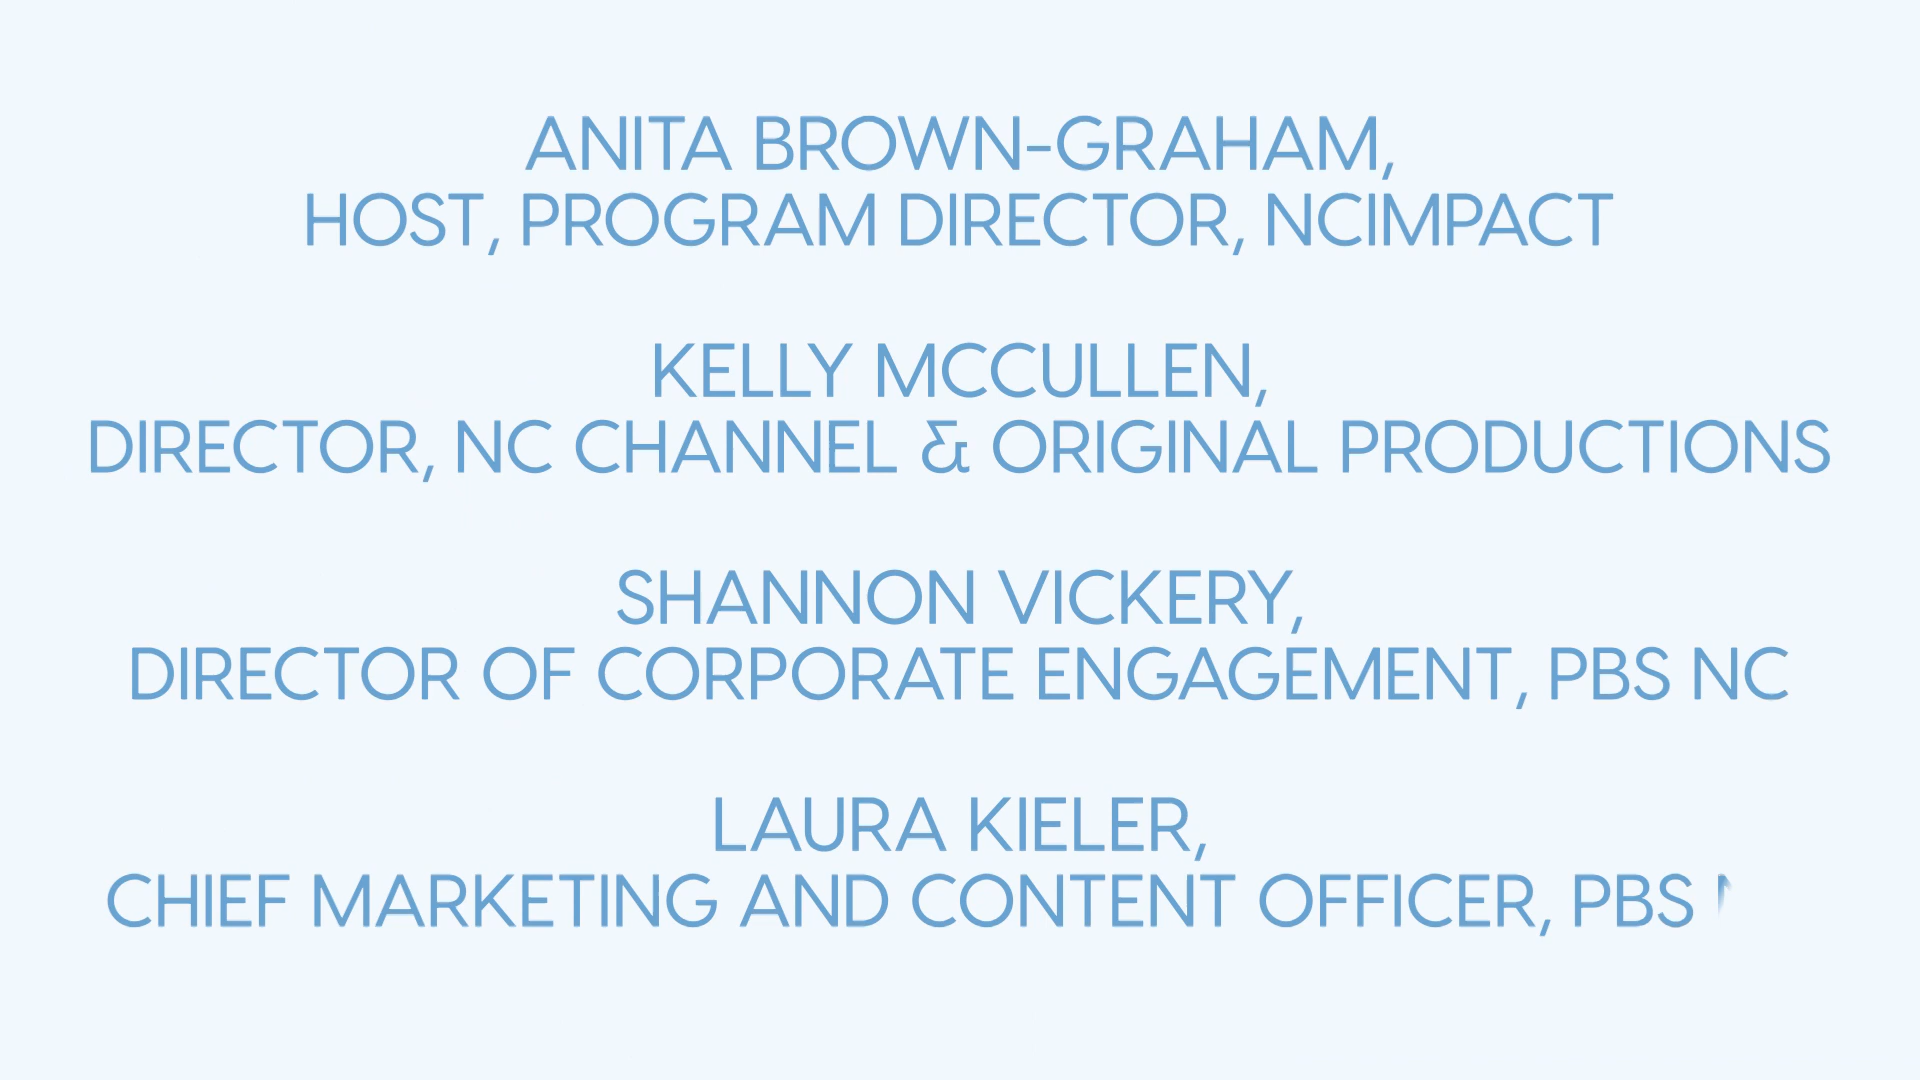 ANITA BROWN-GRAHAM,
HOST, PROGRAM DIRECTOR, NCIMPACT
KELLY MCCULLEN,
DIRECTOR, NC CHANNEL & ORIGINAL PRODUCTIONS
SHANNON VICKERY,
DIRECTOR OF CORPORATE ENGAGEMENT, PBS NC
LAURA KIELER,
CHIEF MARKETING AND CONTENT OFFICER, PBS